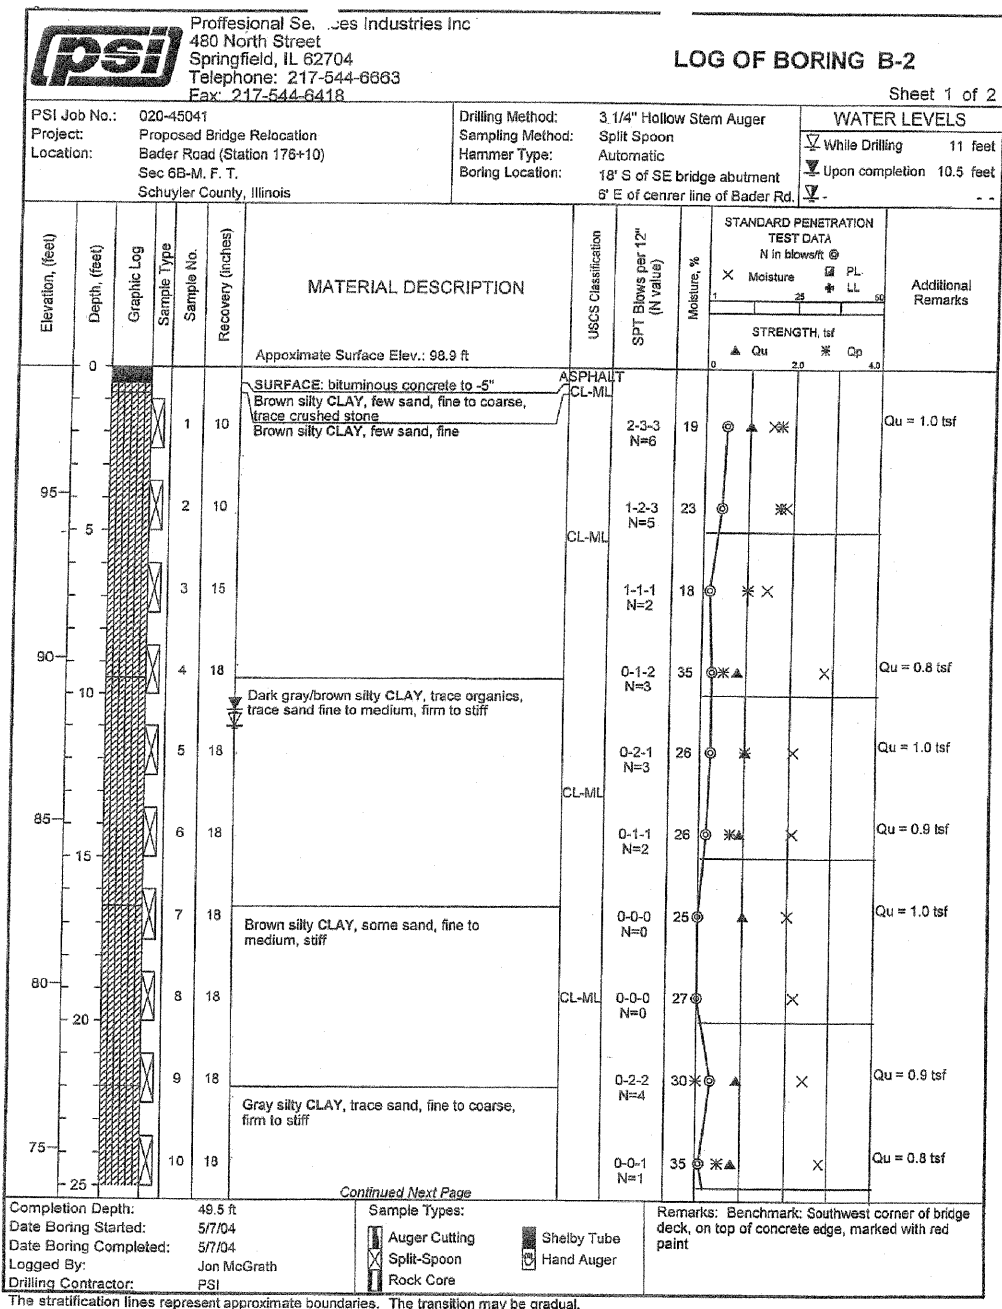 psi
Proffesional Se, .ces Industries Inc
480 North Street
Springfield, IL 62704
Telephone: 217-544-6663
Fax: 217-544-6418
LOG OF BORING B-2
Sheet 1 of 2
PSI Job No.: 020-45041
Project: Proposed Bridge Relocation
Location: Bader Road (Station 176+10)
Sec 6B-M. F. T.
Schuyler County, Illinois
Drilling Method: 3 1/4" Hollow Stem Auger
Sampling Method: Split Spoon
Hammer Type: Automatic
Boring Location: 18' S of SE bridge abutment
6' E of cenrer line of Bader Rd.
WATER LEVELS
While Drilling 11 feet
Upon completion 10.5 feet
- - -
Elevation, (feet)
Depth, (feet)
Graphic Log
Sample Type
Sample No.
Recovery (inches)
MATERIAL DESCRIPTION
USCS Classification
SPT Blows per 12" (N value)
Moisture, %
STANDARD PENETRATION
TEST DATA
N in blows/ft
× Moisture PL
LL
1 25 50
STRENGTH, tsf
Qu Qp
0.0 2.0 4.0
Additional
Remarks
Appoximate Surface Elev.: 98.9 ft
0
SURFACE: bituminous concrete to -5" ASPHALT
Brown silty CLAY, few sand, fine to coarse, CL-ML
trace crushed stone
Brown silty CLAY, few sand, fine
1 10 2-3-3 19 Qu = 1.0 tsf
N=6
95
2 10 1-2-3 23
N=5
5
CL-ML
3 15 1-1-1 18
N=2
90
4 18 0-1-2 35 Qu = 0.8 tsf
N=3
10
Dark gray/brown silty CLAY, trace organics,
trace sand fine to medium, firm to stiff
5 18 0-2-1 26 Qu = 1.0 tsf
N=3
CL-ML
85
6 18 0-1-1 26 Qu = 0.9 tsf
N=2
15
7 18 0-0-0 25 Qu = 1.0 tsf
N=0
Brown silty CLAY, some sand, fine to
medium, stiff
80
8 18 CL-ML 0-0-0 27
N=0
20
9 18 0-2-2 30 Qu = 0.9 tsf
N=4
Gray silty CLAY, trace sand, fine to coarse,
firm to stiff
75
10 18 0-0-1 35 Qu = 0.8 tsf
N=1
25
Continued Next Page
Completion Depth: 49.5 ft
Date Boring Started: 5/7/04
Date Boring Completed: 5/7/04
Logged By: Jon McGrath
Drilling Contractor: PSI
Sample Types:
Auger Cutting
Split-Spoon
Rock Core
Shelby Tube
Hand Auger
Remarks: Benchmark: Southwest corner of bridge
deck, on top of concrete edge, marked with red
paint
The stratification lines represent approximate boundaries. The transition may be gradual.